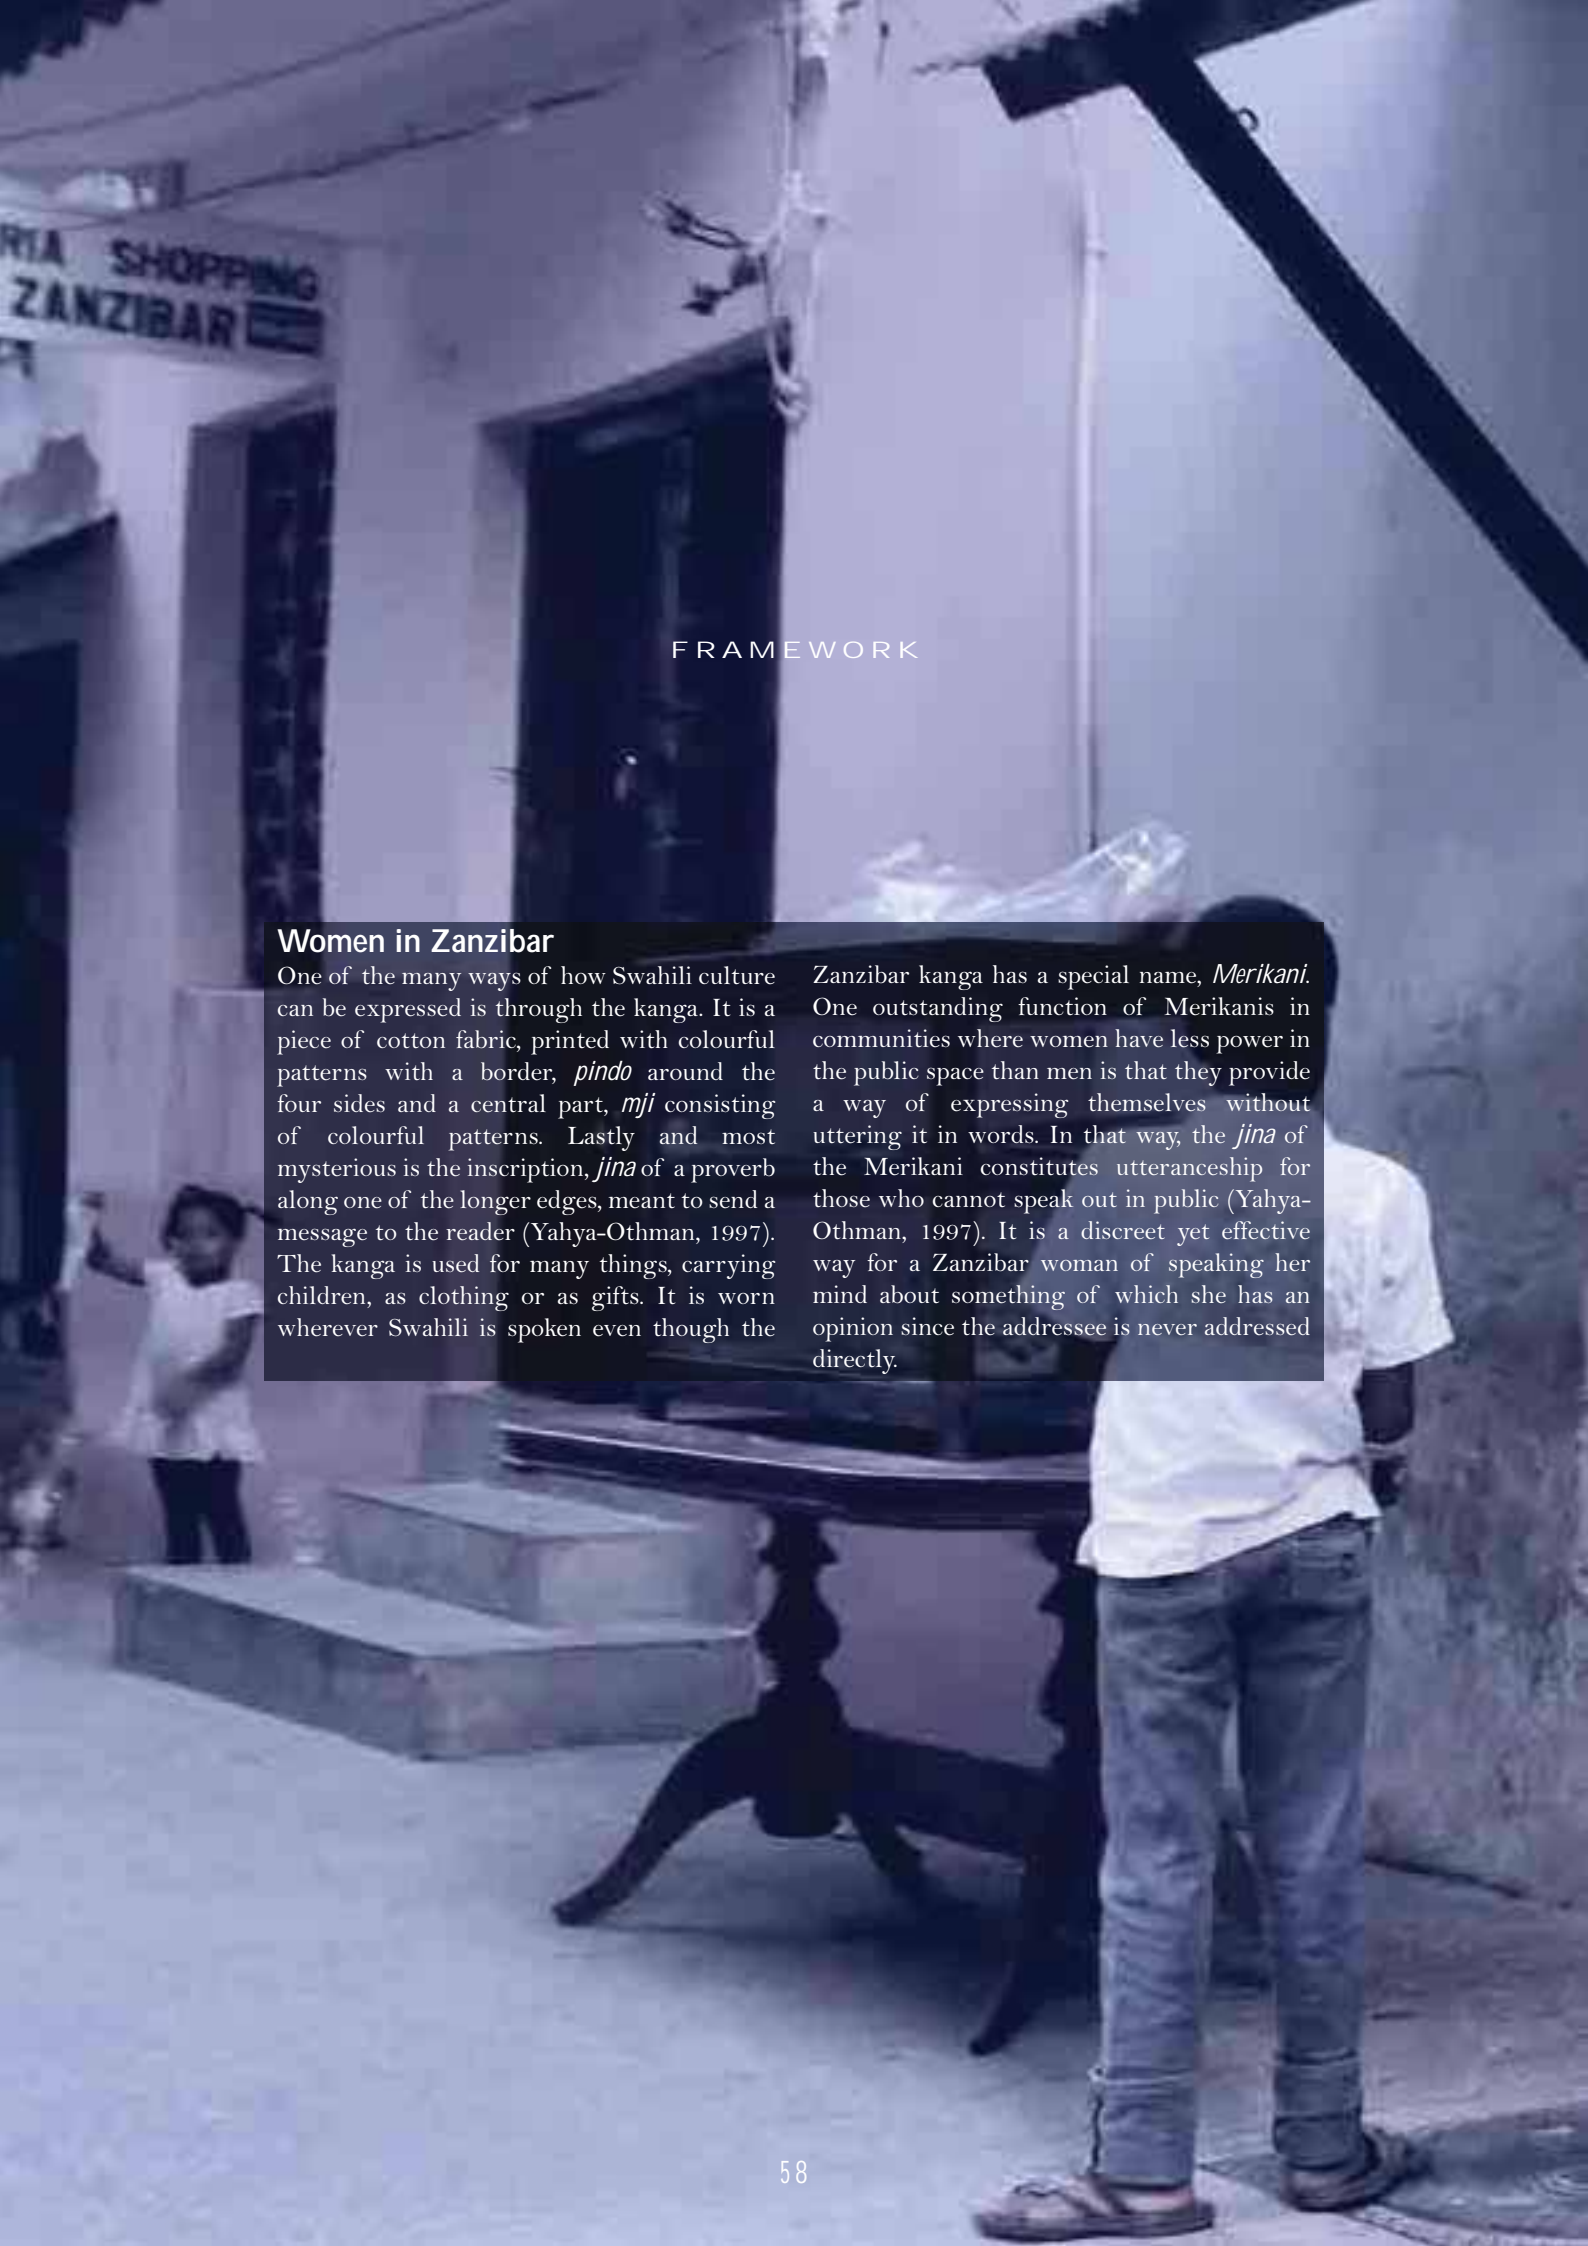 RIA SHOPPING
ZANZIBAR
FRAMEWORK
Women in Zanzibar
One of the many ways of how Swahili culture
can be expressed is through the kanga. It is a
piece of cotton fabric, printed with colourful
patterns with a border, pindo around the
four sides and a central part, mji consisting
of colourful patterns. Lastly and most
mysterious is the inscription, jina of a proverb
along one of the longer edges, meant to send a
message to the reader (Yahya-Othman, 1997).
The kanga is used for many things, carrying
children, as clothing or as gifts. It is worn
wherever Swahili is spoken even though the
Zanzibar kanga has a special name, Merikani.
One outstanding function of Merikanis in
communities where women have less power in
the public space than men is that they provide
a way of expressing themselves without
uttering it in words. In that way, the jina of
the Merikani constitutes utteranceship for
those who cannot speak out in public (Yahya-
Othman, 1997). It is a discreet yet effective
way for a Zanzibar woman of speaking her
mind about something of which she has an
opinion since the addressee is never addressed
directly.
58